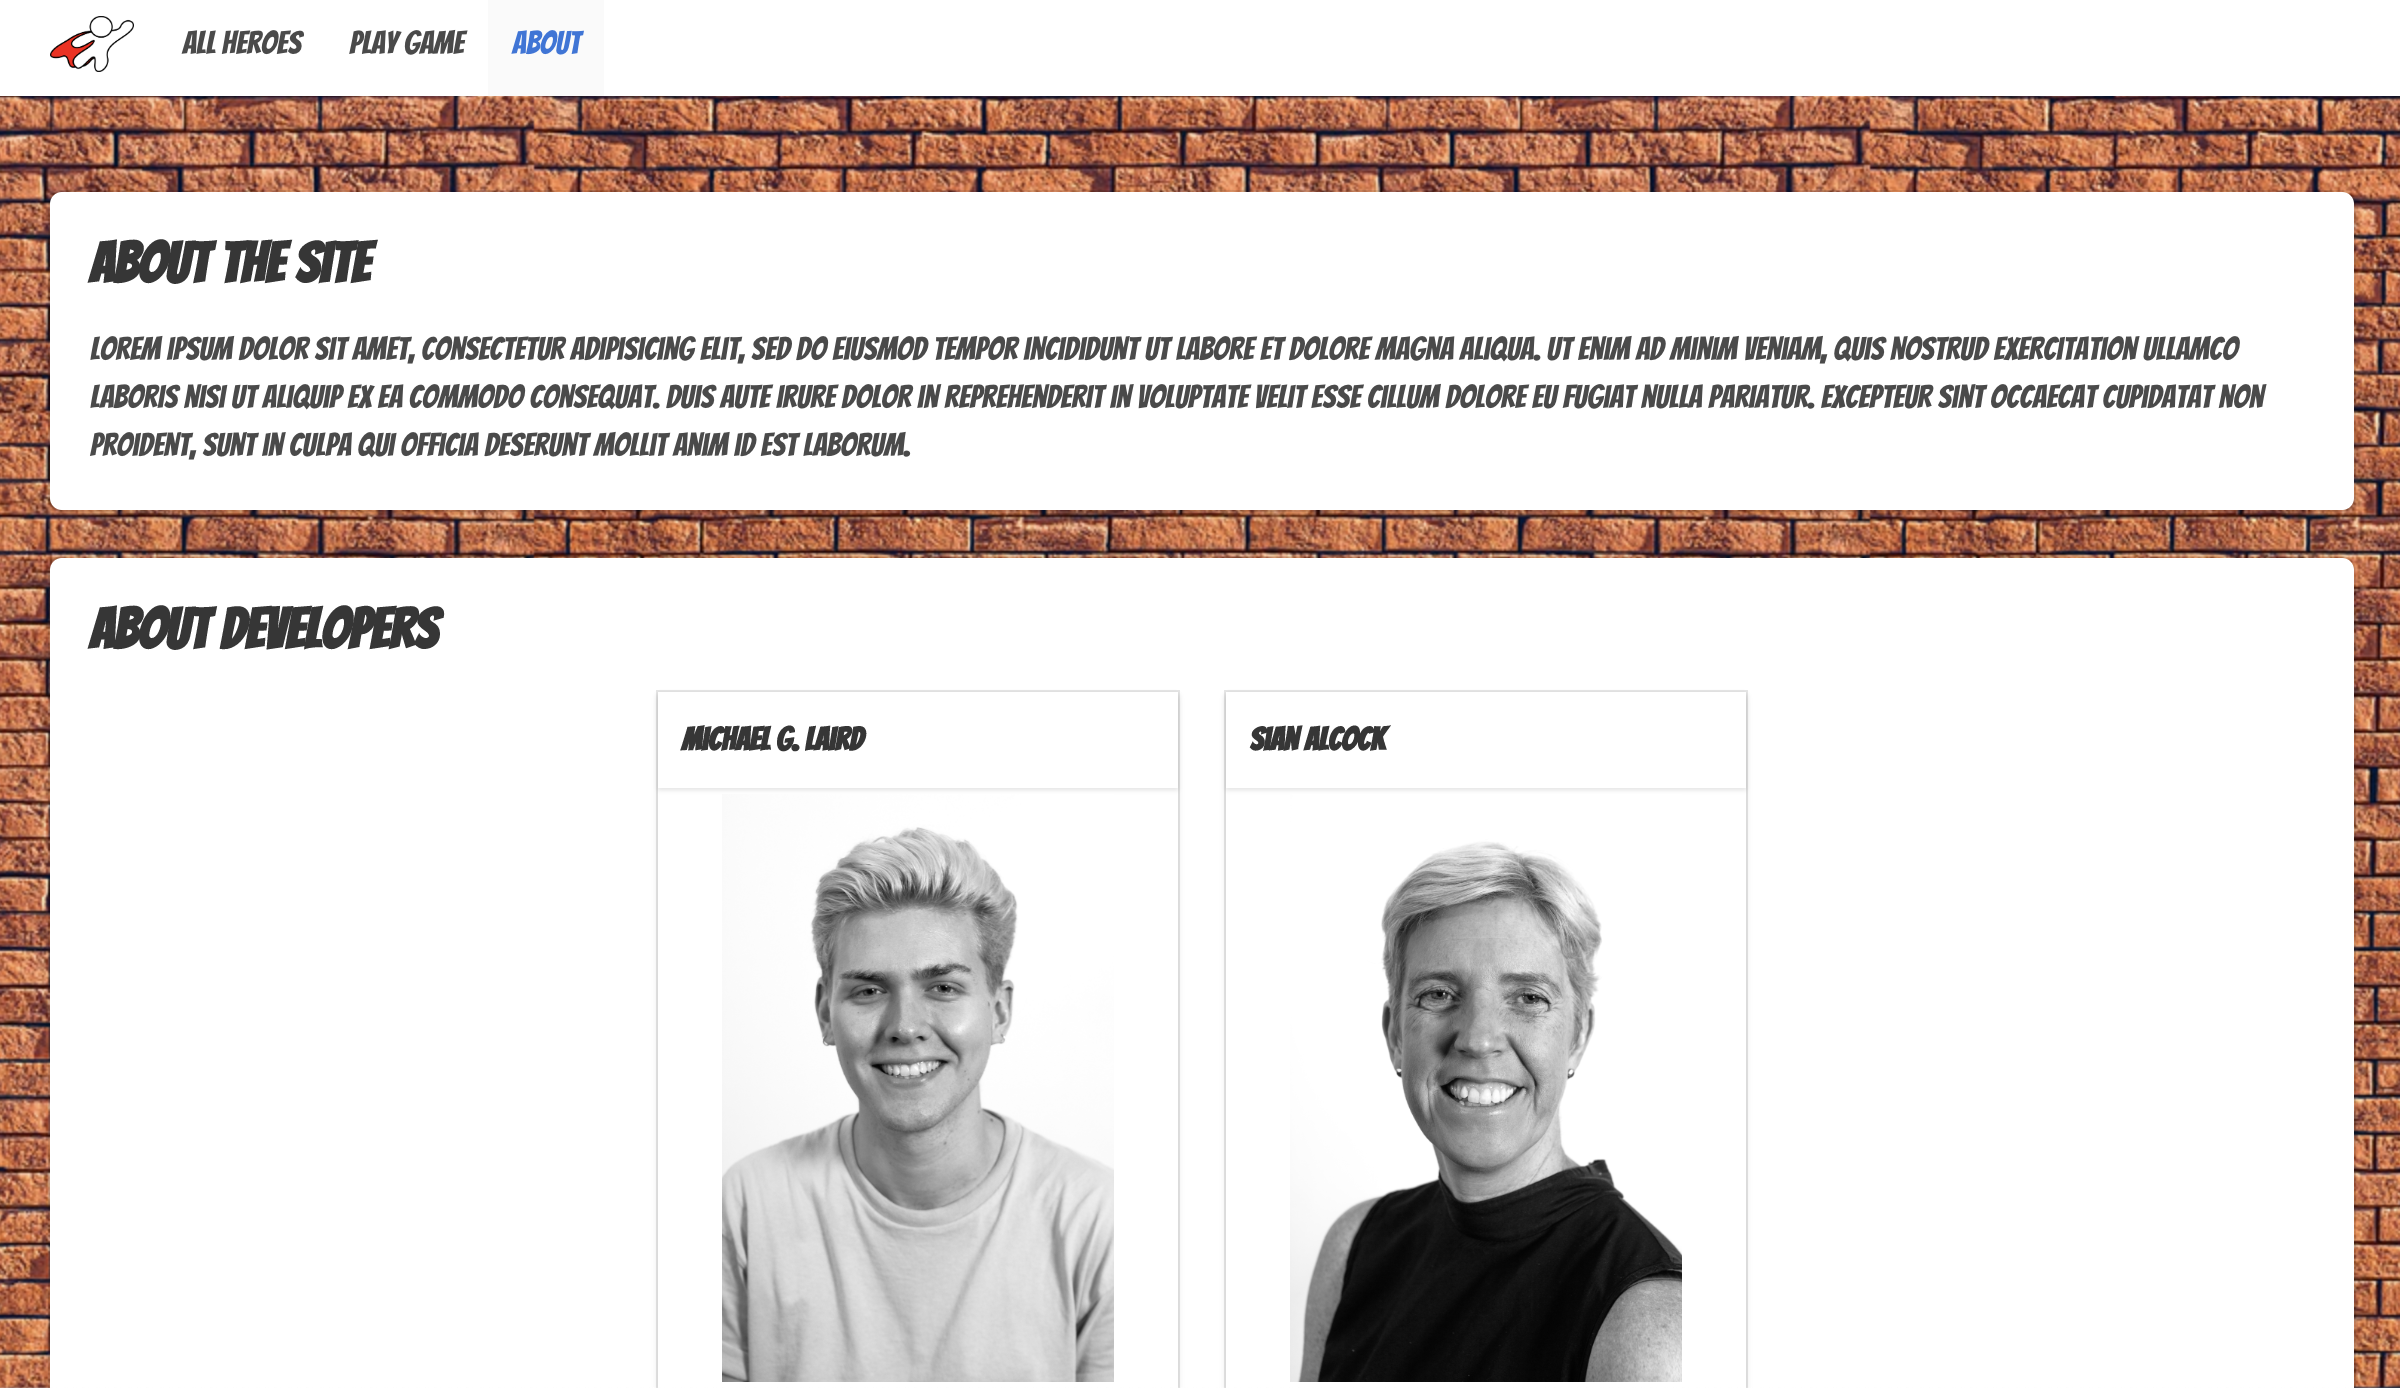 ALL HEROES PLAY GAME ABOUT
ABOUT THE SITE
LOREM IPSUM DOLOR SIT AMET, CONSECTETUR ADIPISICING ELIT, SED DO EIUSMOD TEMPOR INCIDIDUNT UT LABORE ET DOLORE MAGNA ALIQUA. UT ENIM AD MINIM VENIAM, QUIS NOSTRUD EXERCITATION ULLAMCO
LABORIS NISI UT ALIQUIP EX EA COMMODO CONSEQUAT. DUIS AUTE IRURE DOLOR IN REPREHENDERIT IN VOLUPTATE VELIT ESSE CILLUM DOLORE EU FUGIAT NULLA PARIATUR. EXCEPTEUR SINT OCCAECAT CUPIDATAT NON
PROIDENT, SUNT IN CULPA QUI OFFICIA DESERUNT MOLLIT ANIM ID EST LABORUM.
ABOUT DEVELOPERS
MICHAEL G. LAIRD
SIAN ALCOCK